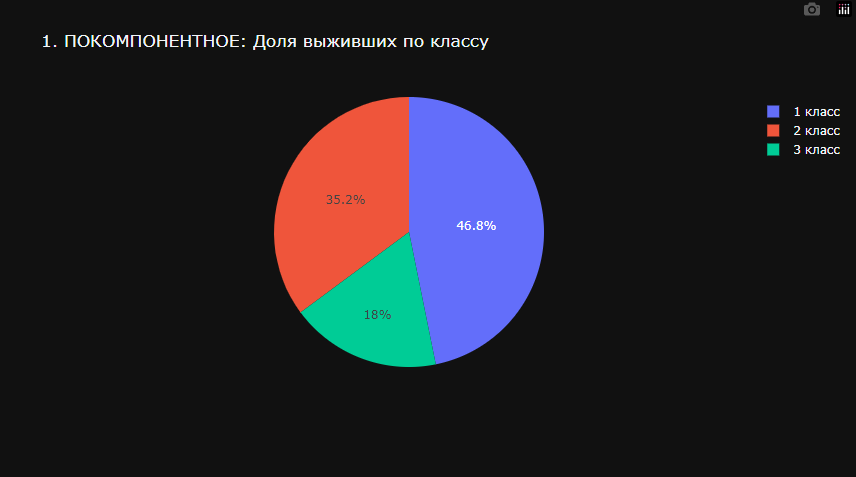 1. ПОКОМПОНЕНТНОЕ: Доля выживших по классу
1 класс
2 класс
3 класс
35.2%
46.8%
18%